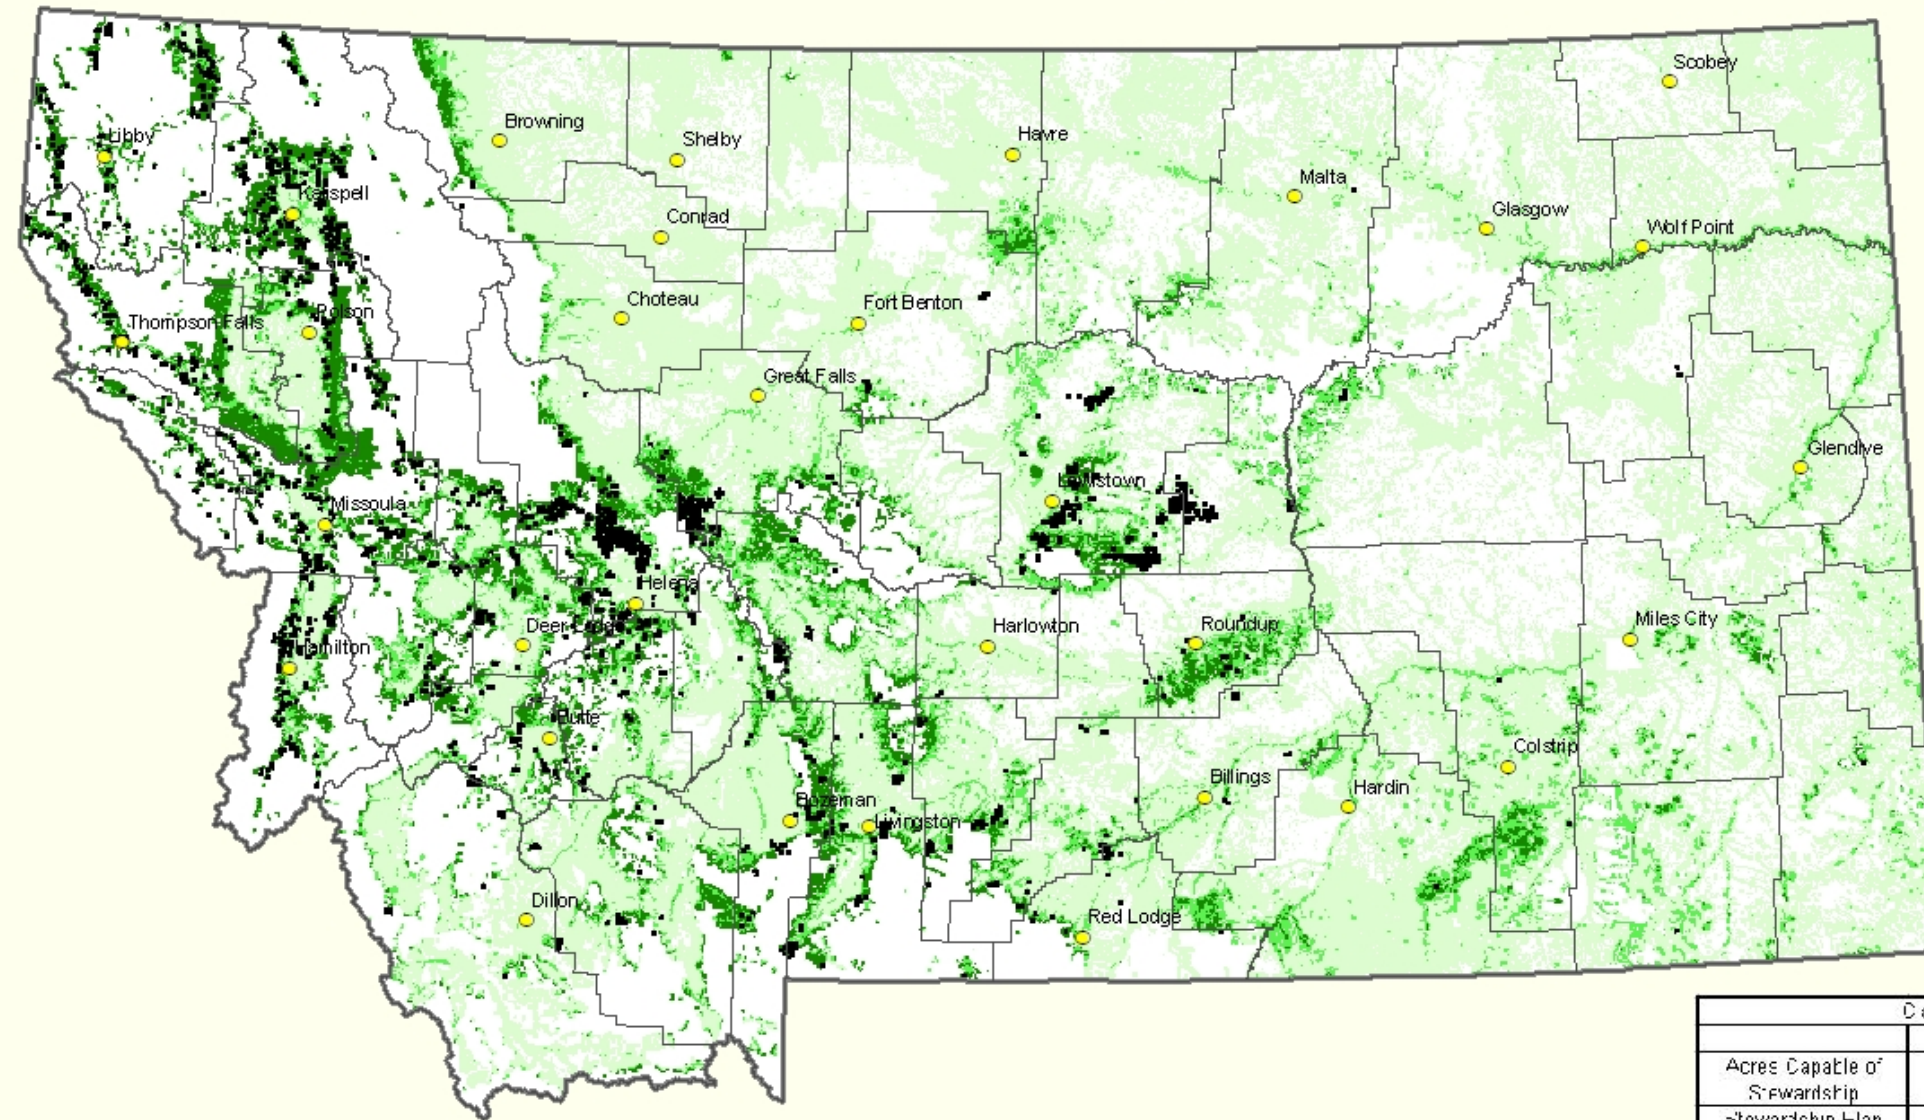 Scobey
Browning
Havre
Shelby
Libby
Malta
Kalispell
Glasgow
Conrad
Wolf Point
Choteau
Fort Benton
Polson
Thompson Falls
Great Falls
Glendive
Lewistown
Missoula
Helena
Miles City
Deer Lodge
Harlowton
Roundup
Hamilton
Butte
Colstrip
Billings
Hardin
Bozeman
Livingston
Dillon
Red Lodge
Acres Capable of
Stewardship
Stewardship Plan